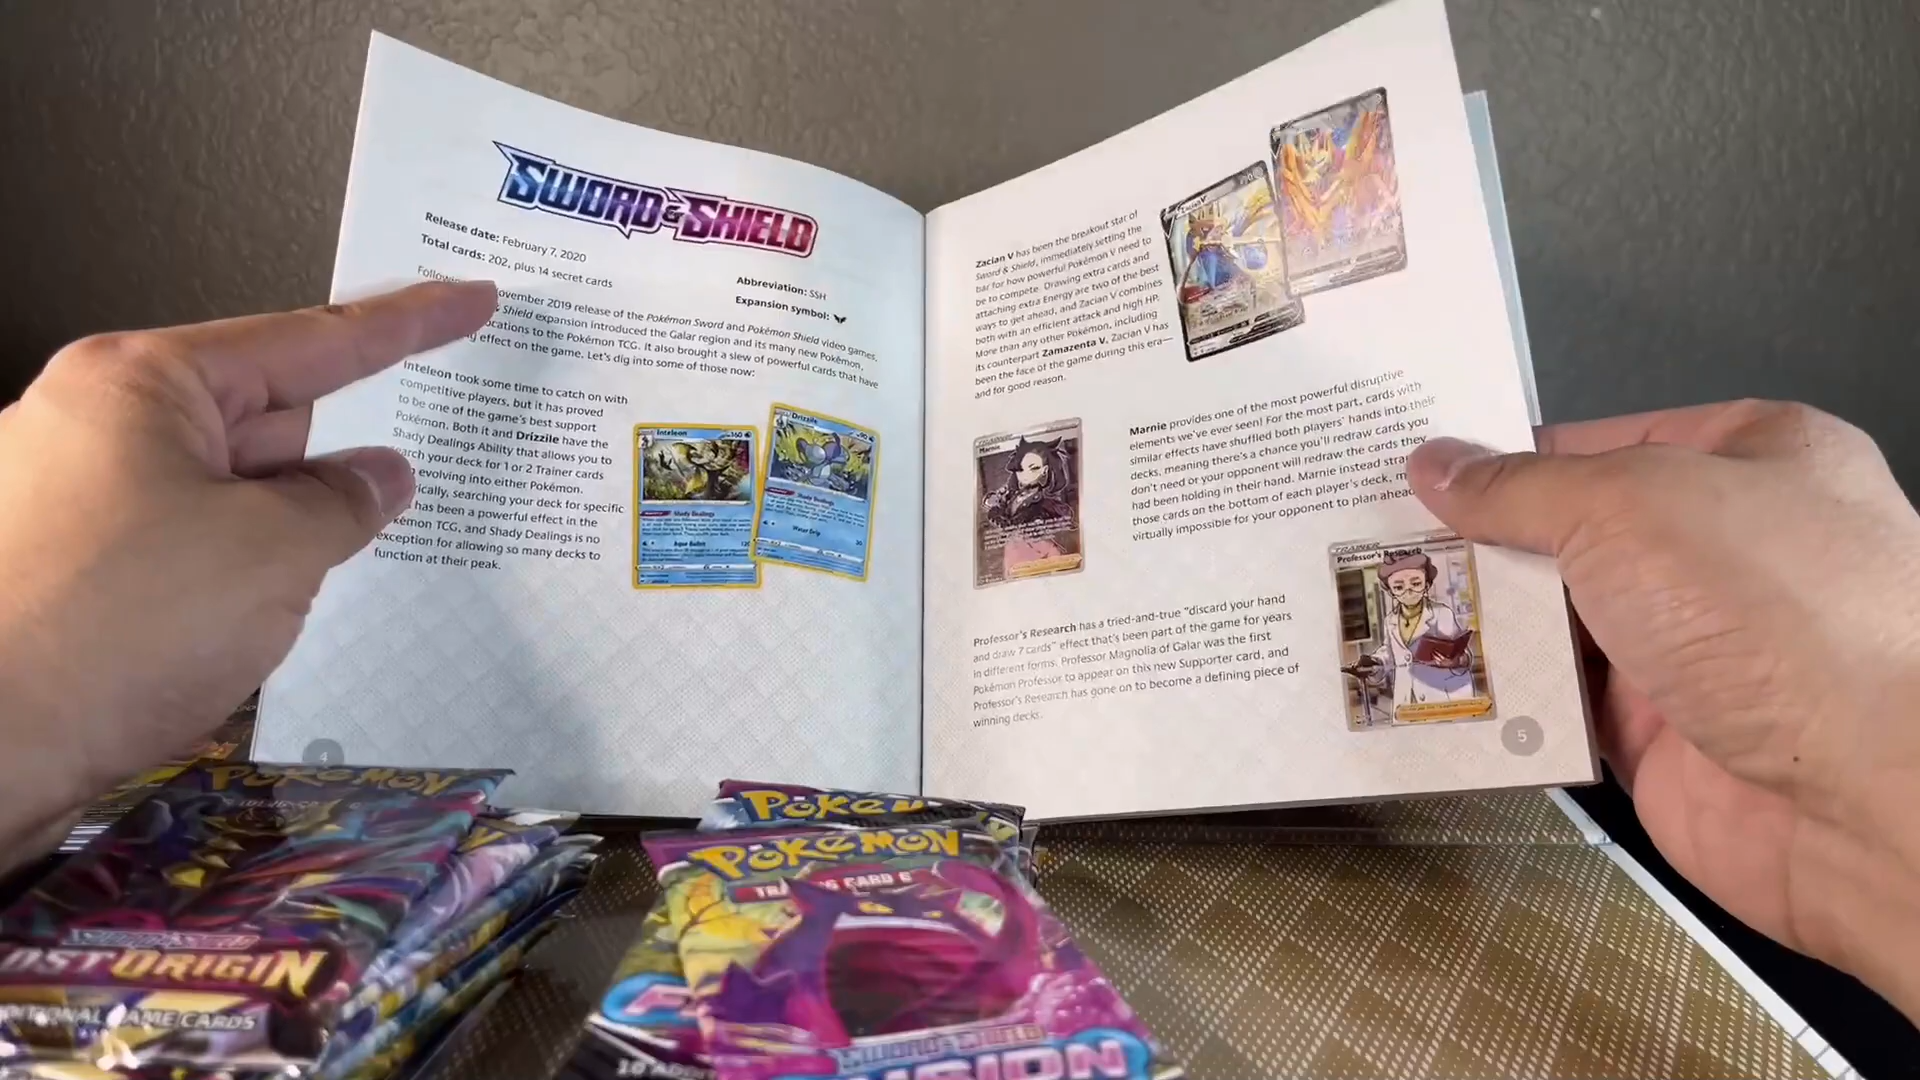 SWORD & SHIELD
Release date: February 7, 2020
Total cards: 202, plus 14 secret cards
Abbreviation: SSH
Expansion symbol:
November 2019 release of the Pokémon Sword and Pokémon Shield video games,
& Shield expansion introduced the Galar region and its many new Pokémon,
to the Pokémon TCG. It also brought a slew of powerful cards that have
effect on the game. Let's dig into some of those now:
Inteleon took some time to catch on with
competitive players, but it has proved
to be one of the game's best support
Pokémon. Both it and Drizzile have the
Shady Dealings Ability that allows you to
search your deck for 1 or 2 Trainer cards
evolving into either Pokémon.
searching your deck for specific
has been a powerful effect in the
Pokémon TCG, and Shady Dealings is no
exception for allowing so many decks to
function at their peak.
Inteleon 160
Shady Dealings
Aqua Bullet 120
Drizzile 90
Shady Dealings
Water Drip 30
4
Zacian V has been the breakout star of
Sword & Shield, immediately setting the
bar for how powerful Pokémon V need to
be to compete. Drawing extra cards and
attaching extra Energy are two of the best
ways to get ahead, and Zacian V combines
both with an efficient attack and high HP.
More than any other Pokémon, including
its counterpart Zamazenta V, Zacian V has
been the face of the game during this era—
and for good reason.
Zacian V
Marnie provides one of the most powerful disruptive
elements we've ever seen! For the most part, cards with
similar effects have shuffled both players' hands into their
decks, meaning there's a chance you'll redraw cards you
don't need or your opponent will redraw the cards they
had been holding in their hand. Marnie instead
those cards on the bottom of each player's deck,
virtually impossible for your opponent to plan ahead
TRAINER
Marnie
Professor's Research has a tried-and-true "discard your hand
and draw 7 cards" effect that's been part of the game for years
in different forms. Professor Magnolia of Galar was the first
Pokémon Professor to appear on this new Supporter card, and
Professor's Research has gone on to become a defining piece of
winning decks.
TRAINER
Professor's Research
5
POKÉMON
SWORD & SHIELD
LOST ORIGIN
ADDITIONAL GAME CARDS
POKÉMON
POKÉMON
SWORD & SHIELD
FUSION